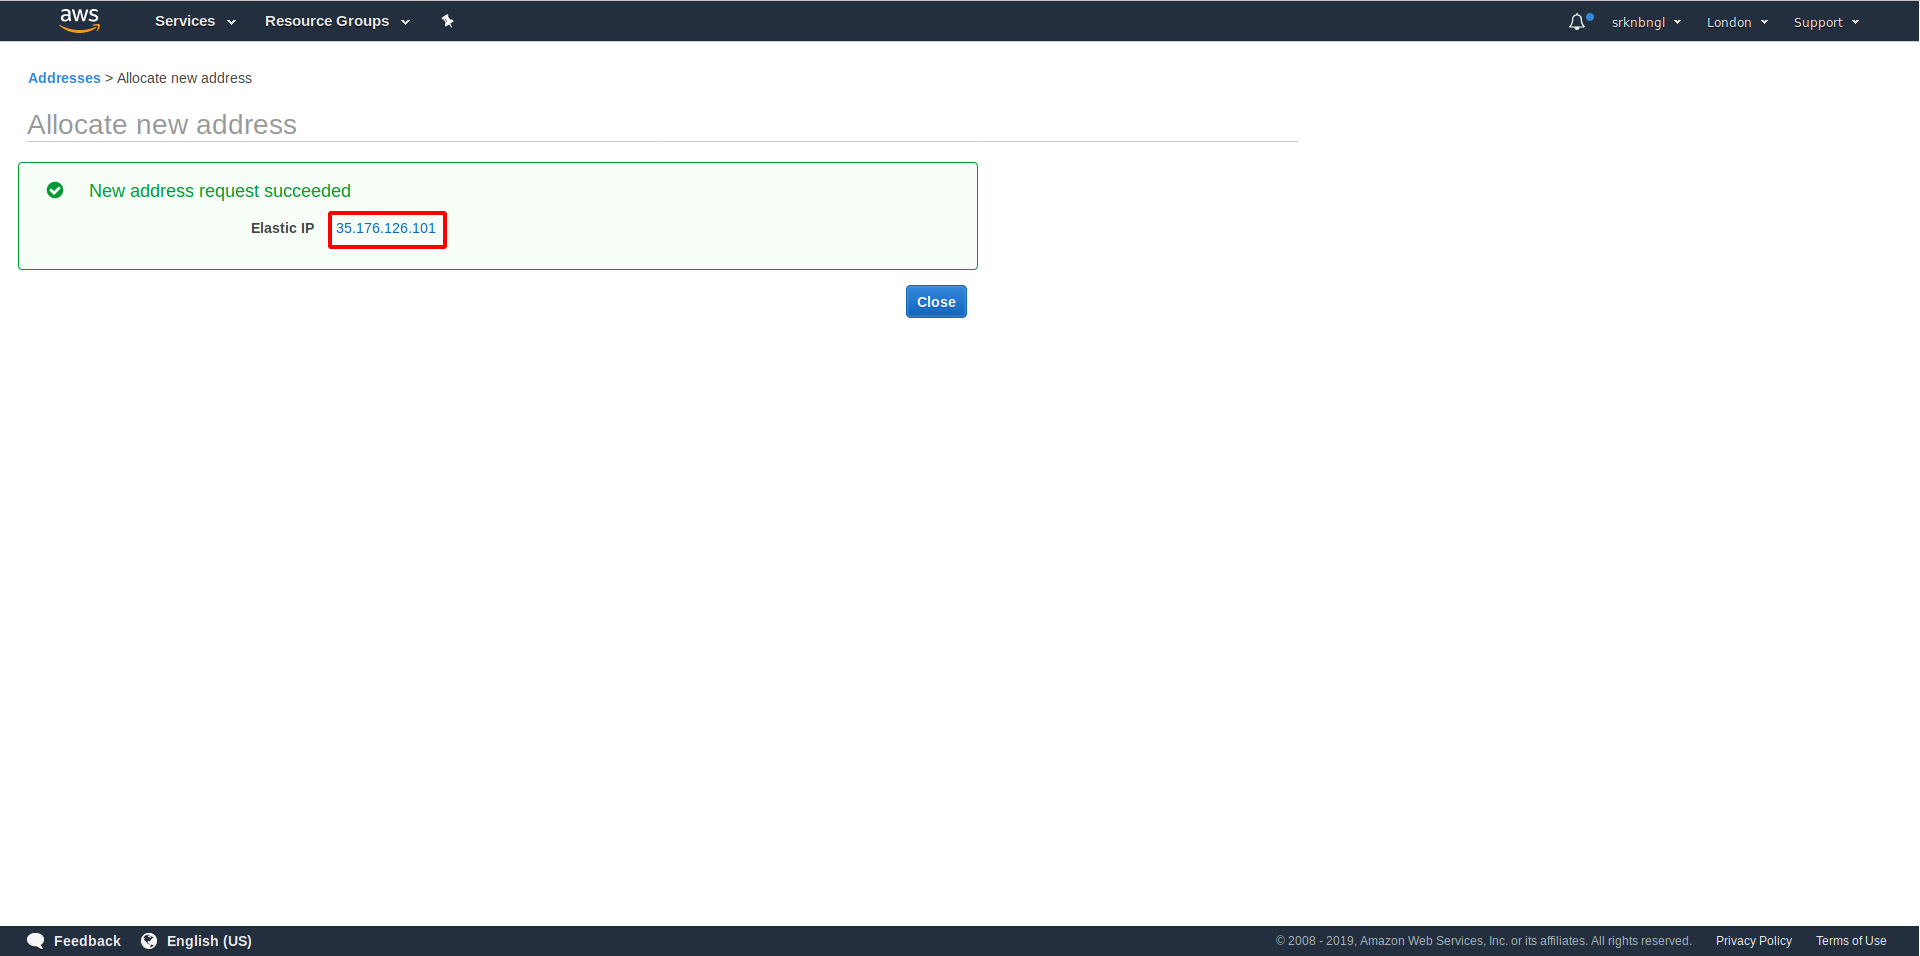 aws Services Resource Groups srknbngl London Support
Addresses > Allocate new address
Allocate new address
New address request succeeded
Elastic IP 35.176.126.101
Close
Feedback English (US) © 2008 - 2019, Amazon Web Services, Inc. or its affiliates. All rights reserved. Privacy Policy Terms of Use